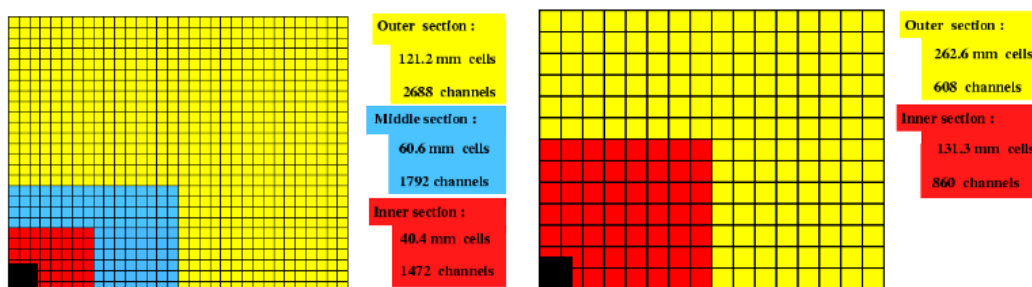 Outer section :
121.2 mm cells
2688 channels
Middle section :
60.6 mm cells
1792 channels
Inner section :
40.4 mm cells
1472 channels
Outer section :
262.6 mm cells
608 channels
Inner section :
131.3 mm cells
860 channels